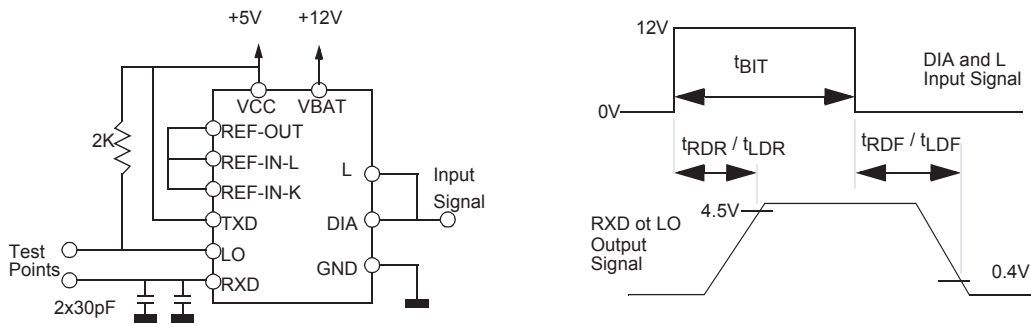 +5V
+12V
VCC
VBAT
REF-OUT
2K
REF-IN-L
REF-IN-K
L
Input
Signal
TXD
DIA
Test
Points
LO
GND
RXD
2x30pF
12V
tBIT
DIA and L
Input Signal
0V
tRDR / tLDR
tRDF / tLDF
4.5V
RXD ot LO
Output
Signal
0.4V